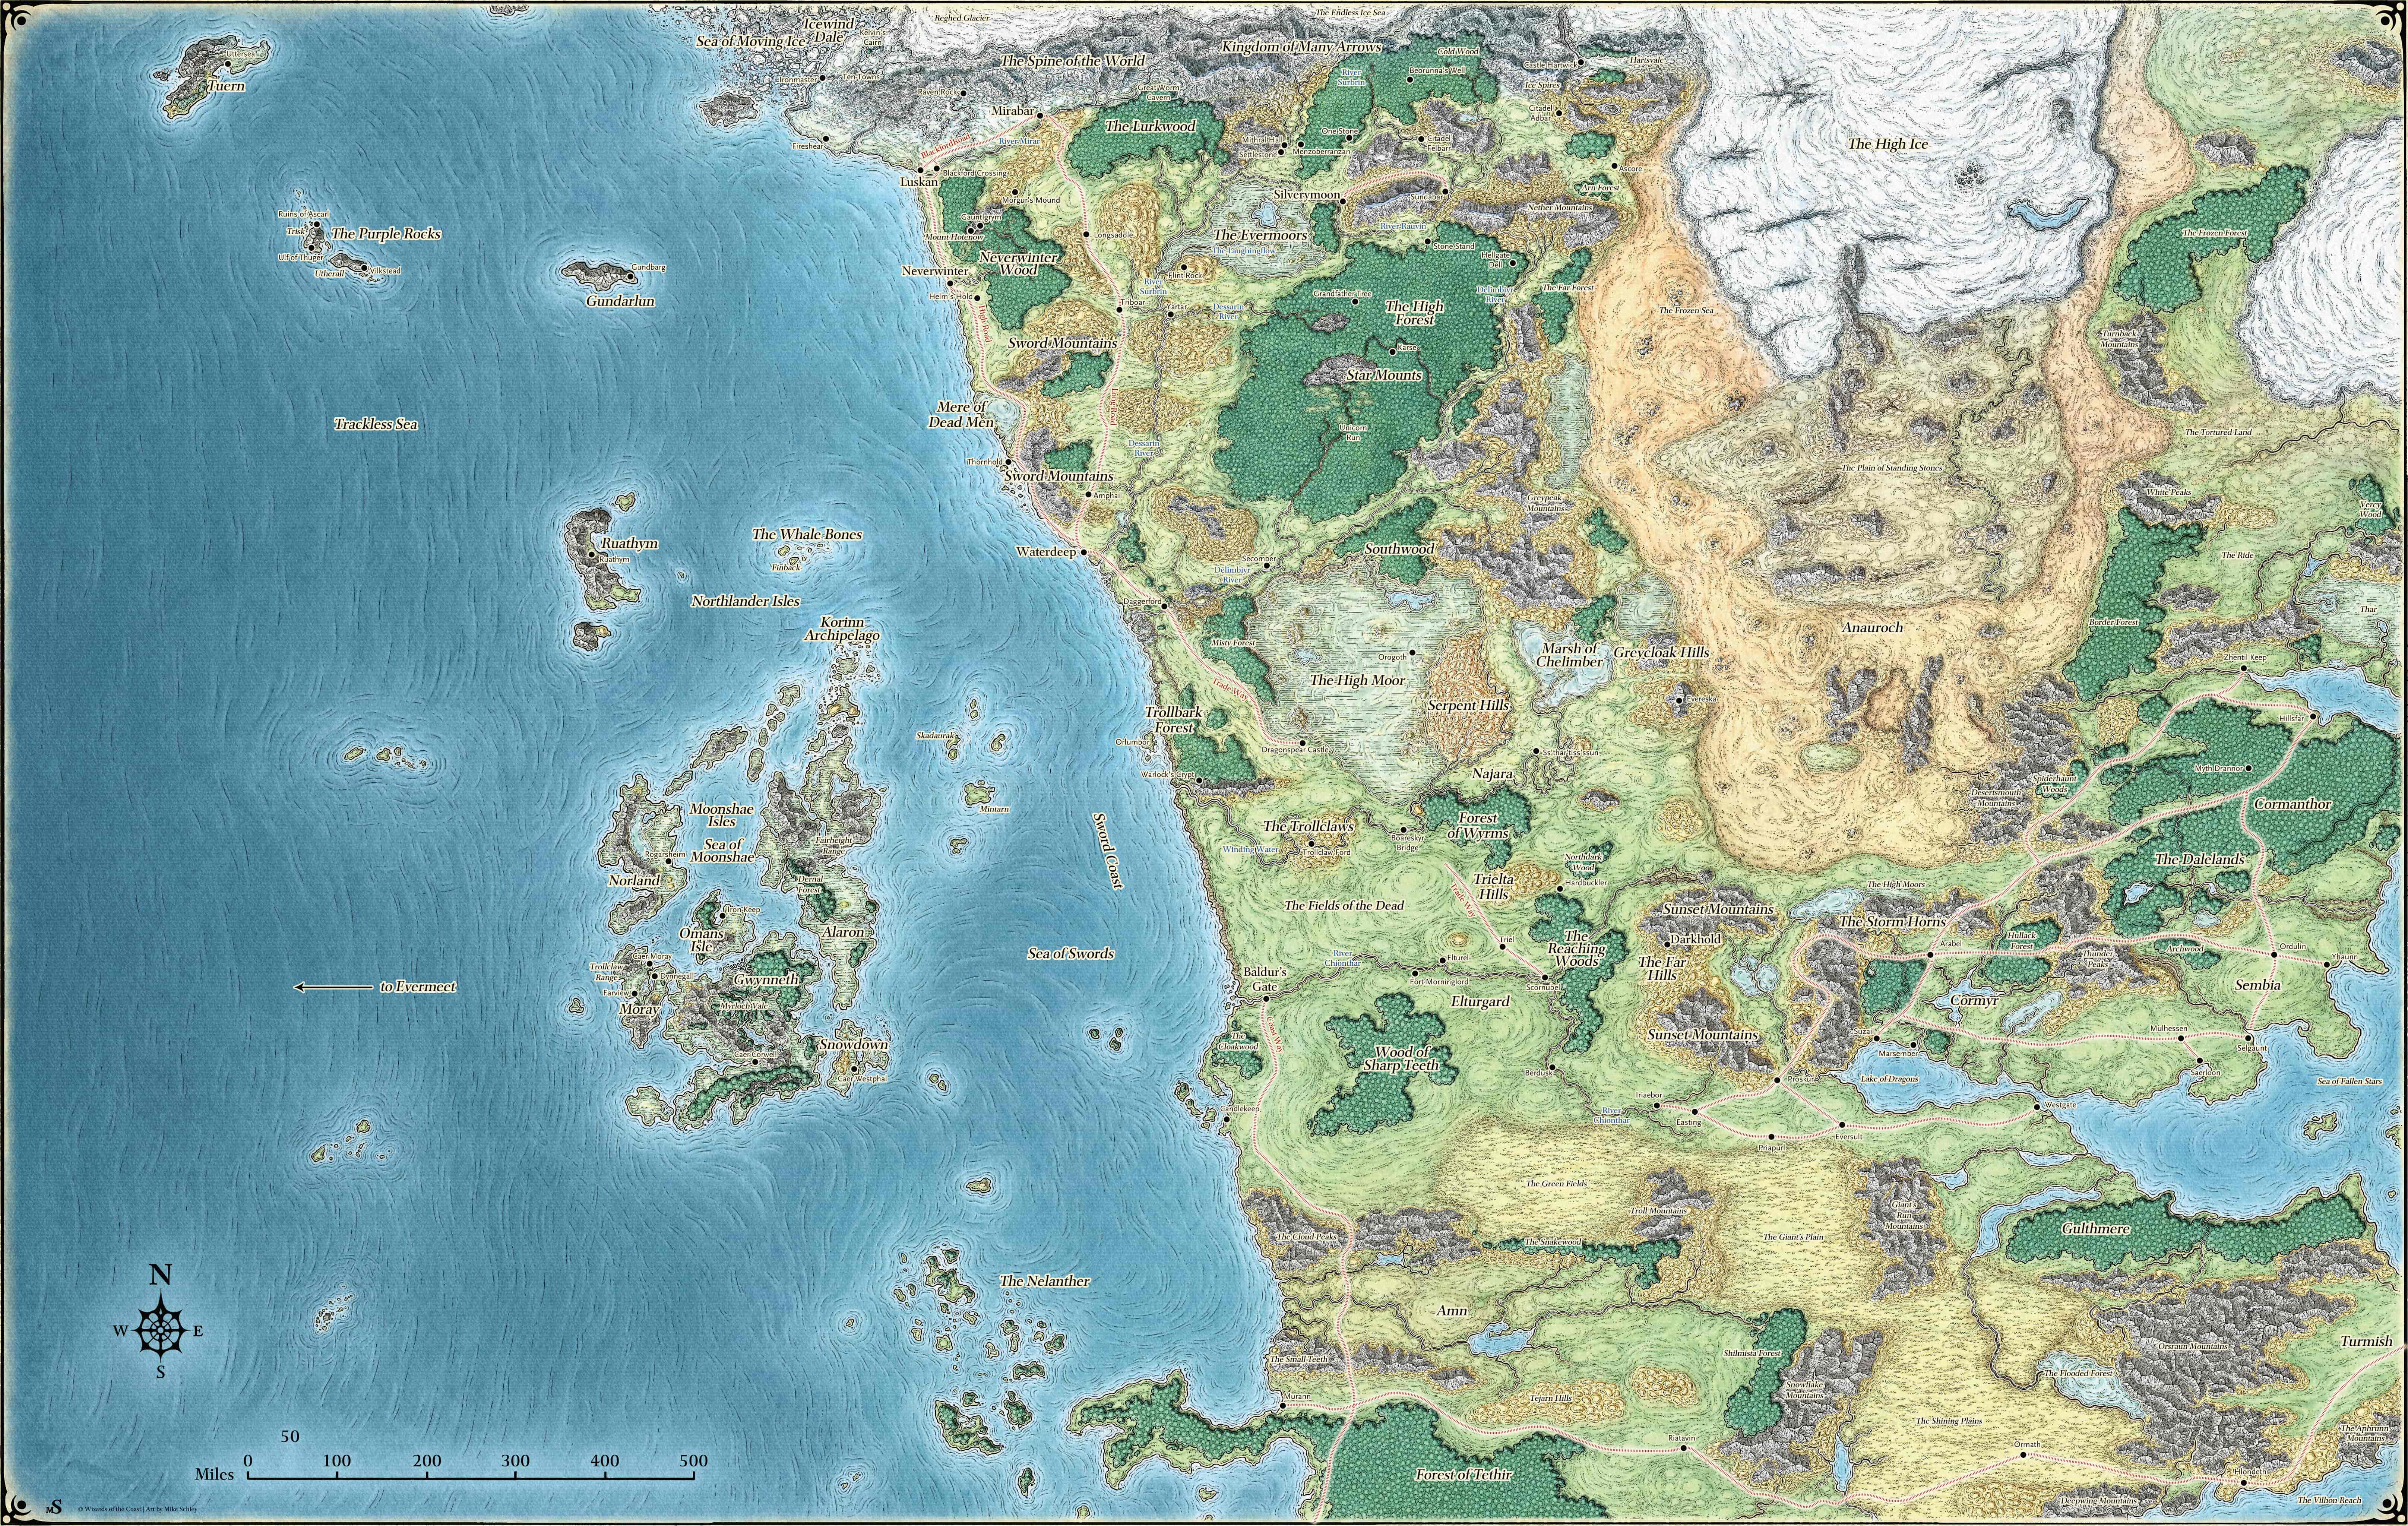 Icewind
Dale
Reghed Glacier
The Endless Ice Sea
Sea of Moving Ice
Kelvin's
Cairn
Kingdom of Many Arrows
Cold Wood
The Spine of the World
Castle Hartwick
Hartsvale
Uttersea
Tuern
Ironmaster
Ten Towns
River
Surbrin
Beorunna's Well
Ice Spires
Raven Rock
Great Worm
Cavern
Mirabar
The Lurkwood
Citadel
Adbar
Fireshear
Blackford Road
River Mirar
Mithral Hall
Settlestone
One Stone
Menzoberranzan
Citadel
Felbarr
The High Ice
Ascore
Luskan
Blackford Crossing
Morgur's Mound
Silverymoon
Sundabar
Arn Forest
Nether Mountains
Ruins of Ascarl
Trisk
The Purple Rocks
Ulf of Thuger
Utherall
Vilkstead
Gundbarg
Gundarlun
Gauntlgrym
Mount Hotenow
Longsaddle
The Evermoors
The Laughingflow
River Rauvin
Stone Stand
The Frozen Forest
Neverwinter
Wood
Neverwinter
Helm's Hold
High Road
Flint Rock
River
Surbrin
Hellgate
Dell
Triboar
Yartar
Dessarin
River
Grandfather Tree
The High
Forest
Delimbiyr
River
The Far Forest
The Frozen Sea
Sword Mountains
Karse
Star Mounts
Turnback
Mountains
Long Road
Trackless Sea
Mere of
Dead Men
Unicorn
Run
Dessarin
River
The Tortured Land
Thornhold
Sword Mountains
Amphail
The Plain of Standing Stones
Greypeak
Mountains
White Peaks
Vercy
Wood
Ruathym
Ruathym
The Whale Bones
Finback
Waterdeep
Southwood
Secomber
Delimbiyr
River
The Ride
Northlander Isles
Daggerford
Thar
Korinn
Archipelago
Misty Forest
Anauroch
Border Forest
Orogoth
Marsh of
Chelimber
Greycloak Hills
Zhentil Keep
The High Moor
Trade Way
Serpent Hills
Evereska
Trollbark
Forest
Hillsfar
Skadaurak
Orlumbor
Dragonspear Castle
Ss'thar'tiss'ssun
Warlock's Crypt
Najara
Myth Drannor
Spiderhaunt
Woods
Desertsmouth
Mountains
Cormanthor
Moonshae
Isles
Mintarn
Sword Coast
The Trollclaws
Forest
of Wyrms
Boareskyr
Bridge
Sea of
Moonshae
Fairheight
Range
Rogarsheim
Winding Water
Trollclaw Ford
Northdark
Wood
The Dalelands
Norland
Dernal
Forest
Trielta
Hills
Hardbuckler
The High Moors
Iron Keep
Trade Way
The Fields of the Dead
Sunset Mountains
The Storm Horns
Omans
Isle
Alaron
The
Reaching
Woods
Triel
Darkhold
Hullack
Forest
Arabel
Archwood
Ordulin
Sea of Swords
River
Chionthar
Elturel
The Far
Hills
Thunder
Peaks
Yhaunn
Caer Moray
Trollclaw
Range
Dynnegall
Gwynneth
Baldur's
Gate
Fort Morninglord
Scornubel
Elturgard
to Evermeet
Farview
Moray
Myrloch Vale
Cormyr
Sembia
Snowdown
Coast Way
The
Cloakwood
Wood of
Sharp Teeth
Sunset Mountains
Suzail
Marsember
Mulhessen
Selgaunt
Caer Corwell
Caer Westphal
Berdusk
Proskur
Lake of Dragons
Saerloon
Sea of Fallen Stars
Candlekeep
Iriaebor
River
Chionthar
Easting
Westgate
Eversult
Priapurl
The Green Fields
Troll Mountains
Giant's
Run
Mountains
The Cloud Peaks
The Snakewood
The Giant's Plain
Gulthmere
The Nelanther
N
W
E
S
Amn
Turmish
The Small Teeth
Shilmista Forest
Orsraun Mountains
The Flooded Forest
Murann
Tejarn Hills
Snowflake
Mountains
The Shining Plains
The Aphrunn
Mountains
Riatavin
Ormath
50
0 100 200 300 400 500
Miles
Forest of Tethir
Hlondeth
Deepwing Mountains
The Vilhon Reach
MS
© Wizards of the Coast | Art by Mike Schley